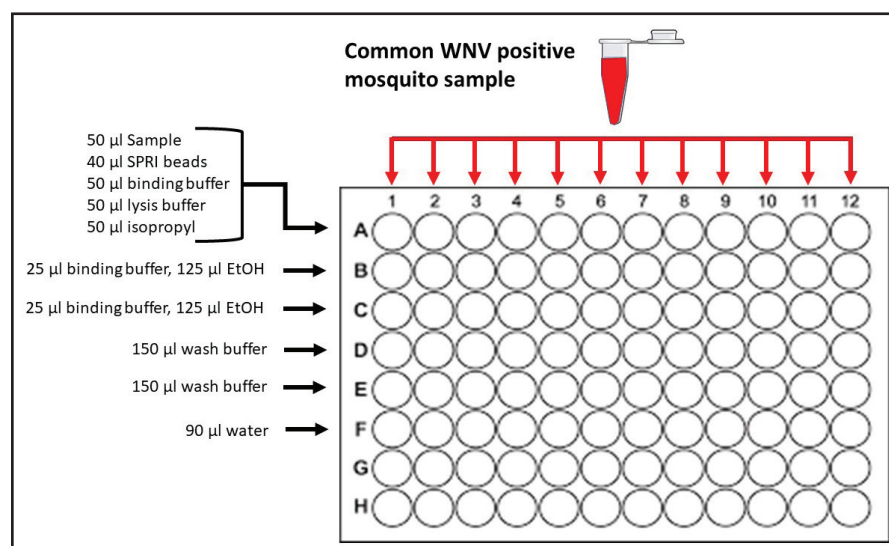 Common WNV positive
mosquito sample
50 µl Sample
40 µl SPRI beads
50 µl binding buffer
50 µl lysis buffer
50 µl isopropyl
25 µl binding buffer, 125 µl EtOH
25 µl binding buffer, 125 µl EtOH
150 µl wash buffer
150 µl wash buffer
90 µl water
1 2 3 4 5 6 7 8 9 10 11 12
A
B
C
D
E
F
G
H